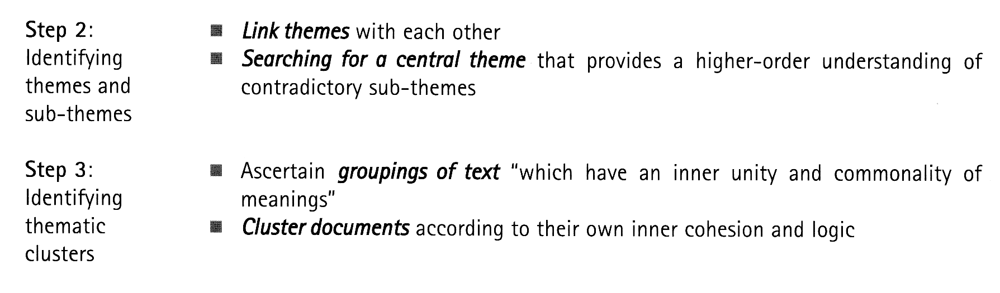 Step 2:
Identifying
themes and
sub-themes
■ Link themes with each other
■ Searching for a central theme that provides a higher-order understanding of
contradictory sub-themes
Step 3:
Identifying
thematic
clusters
■ Ascertain groupings of text "which have an inner unity and commonality of
meanings"
■ Cluster documents according to their own inner cohesion and logic